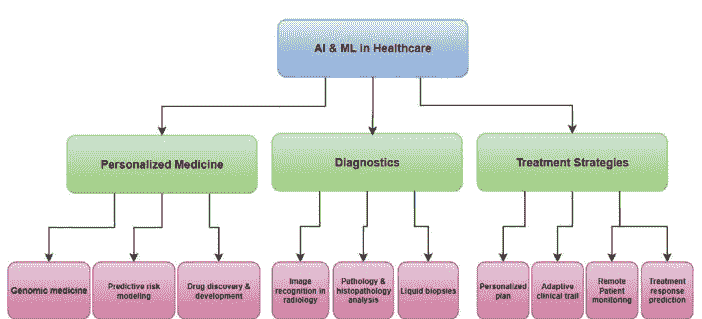 AI & ML in Healthcare
Personalized Medicine
Diagnostics
Treatment Strategies
Genomic medicine
Predictive risk
modeling
Drug discovery &
development
Image
recognition in
radiology
Pathology &
histopathology
analysis
Liquid biopsies
Personalized
plan
Adaptive
clinical trail
Remote
Patient
monitoring
Treatment
response
prediction